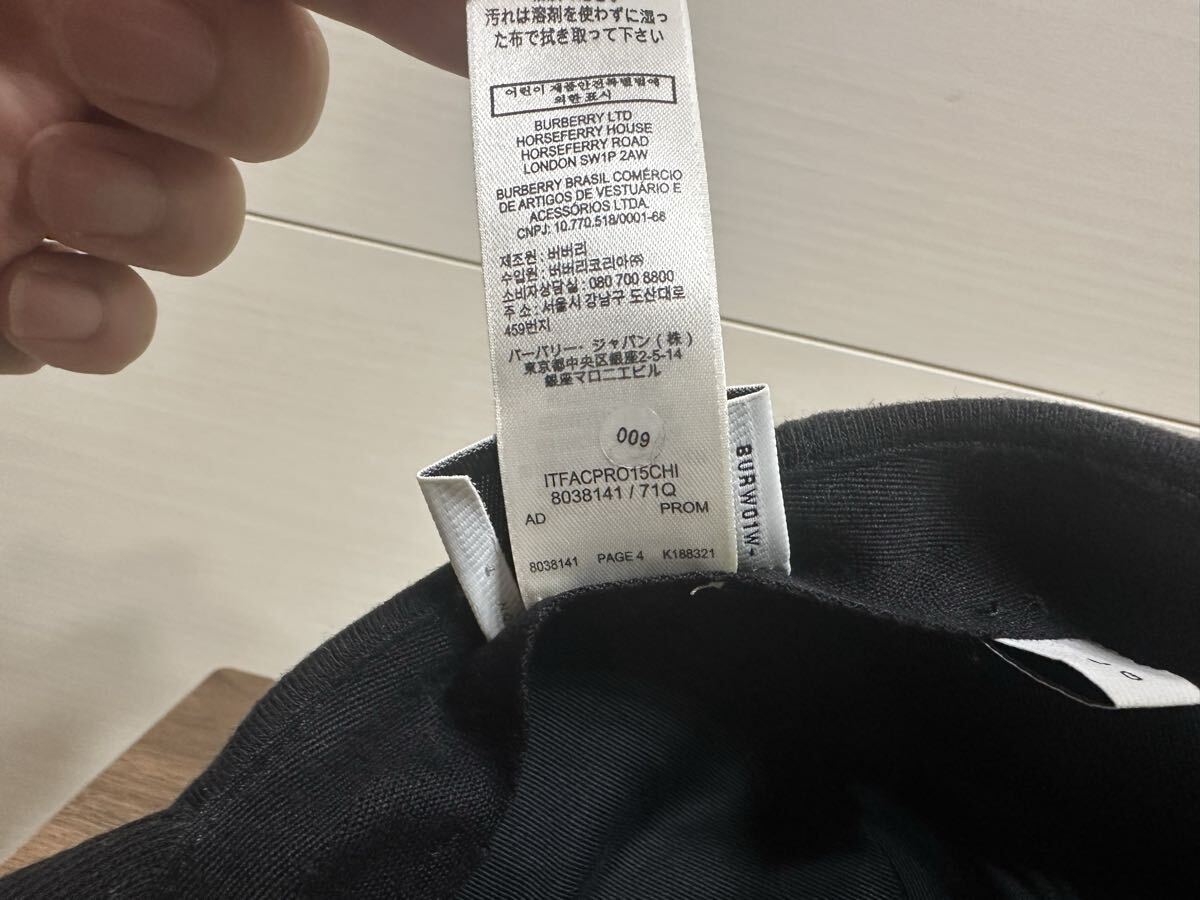 汚れは溶剤を使わずに湿っ
た布で拭き取って下さい
어린이 제품안전특별법에
의한 표시
BURBERRY LTD
HORSEFERRY HOUSE
HORSEFERRY ROAD
LONDON SW1P 2AW
BURBERRY BRASIL COMÉRCIO
DE ARTIGOS DE VESTUÁRIO E
ACESSÓRIOS LTDA.
CNPJ: 10.770.518/0001-68
제조원 : 버버리
수입원 : 버버리코리아㈜
소비자상담실 : 080 700 8800
주 소 : 서울시 강남구 도산대로
459번지
バーバリー・ジャパン(株)
東京都中央区銀座2-5-14
銀座マロニエビル
009
ITFACPRO15CHI
8038141 / 71Q
AD PROM
8038141 PAGE 4 K188321
BURW01W